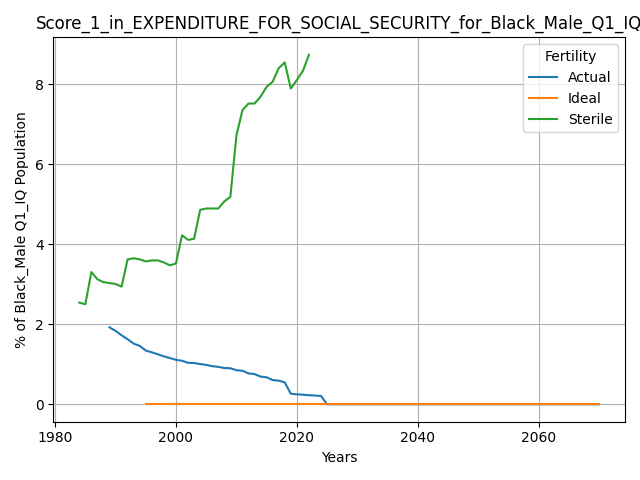 Score_1_in_EXPENDITURE_FOR_SOCIAL_SECURITY_for_Black_Male_Q1_IQ
Fertility
Actual
Ideal
Sterile
% of Black_Male Q1_IQ Population
8
6
4
2
0
1980 2000 2020 2040 2060
Years